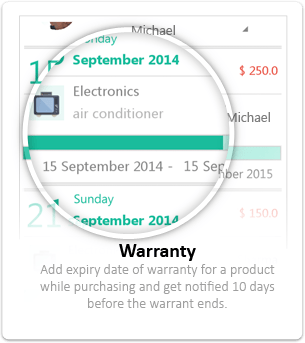 Michael
Sunday
17
September 2014
$ 250.0
Electronics
air conditioner
Michael
15 September 2014 - 15 Sep
mber 2015
21
Sunday
September 2014
$ 150.0
Warranty
Add expiry date of warranty for a product
while purchasing and get notified 10 days
before the warrant ends.